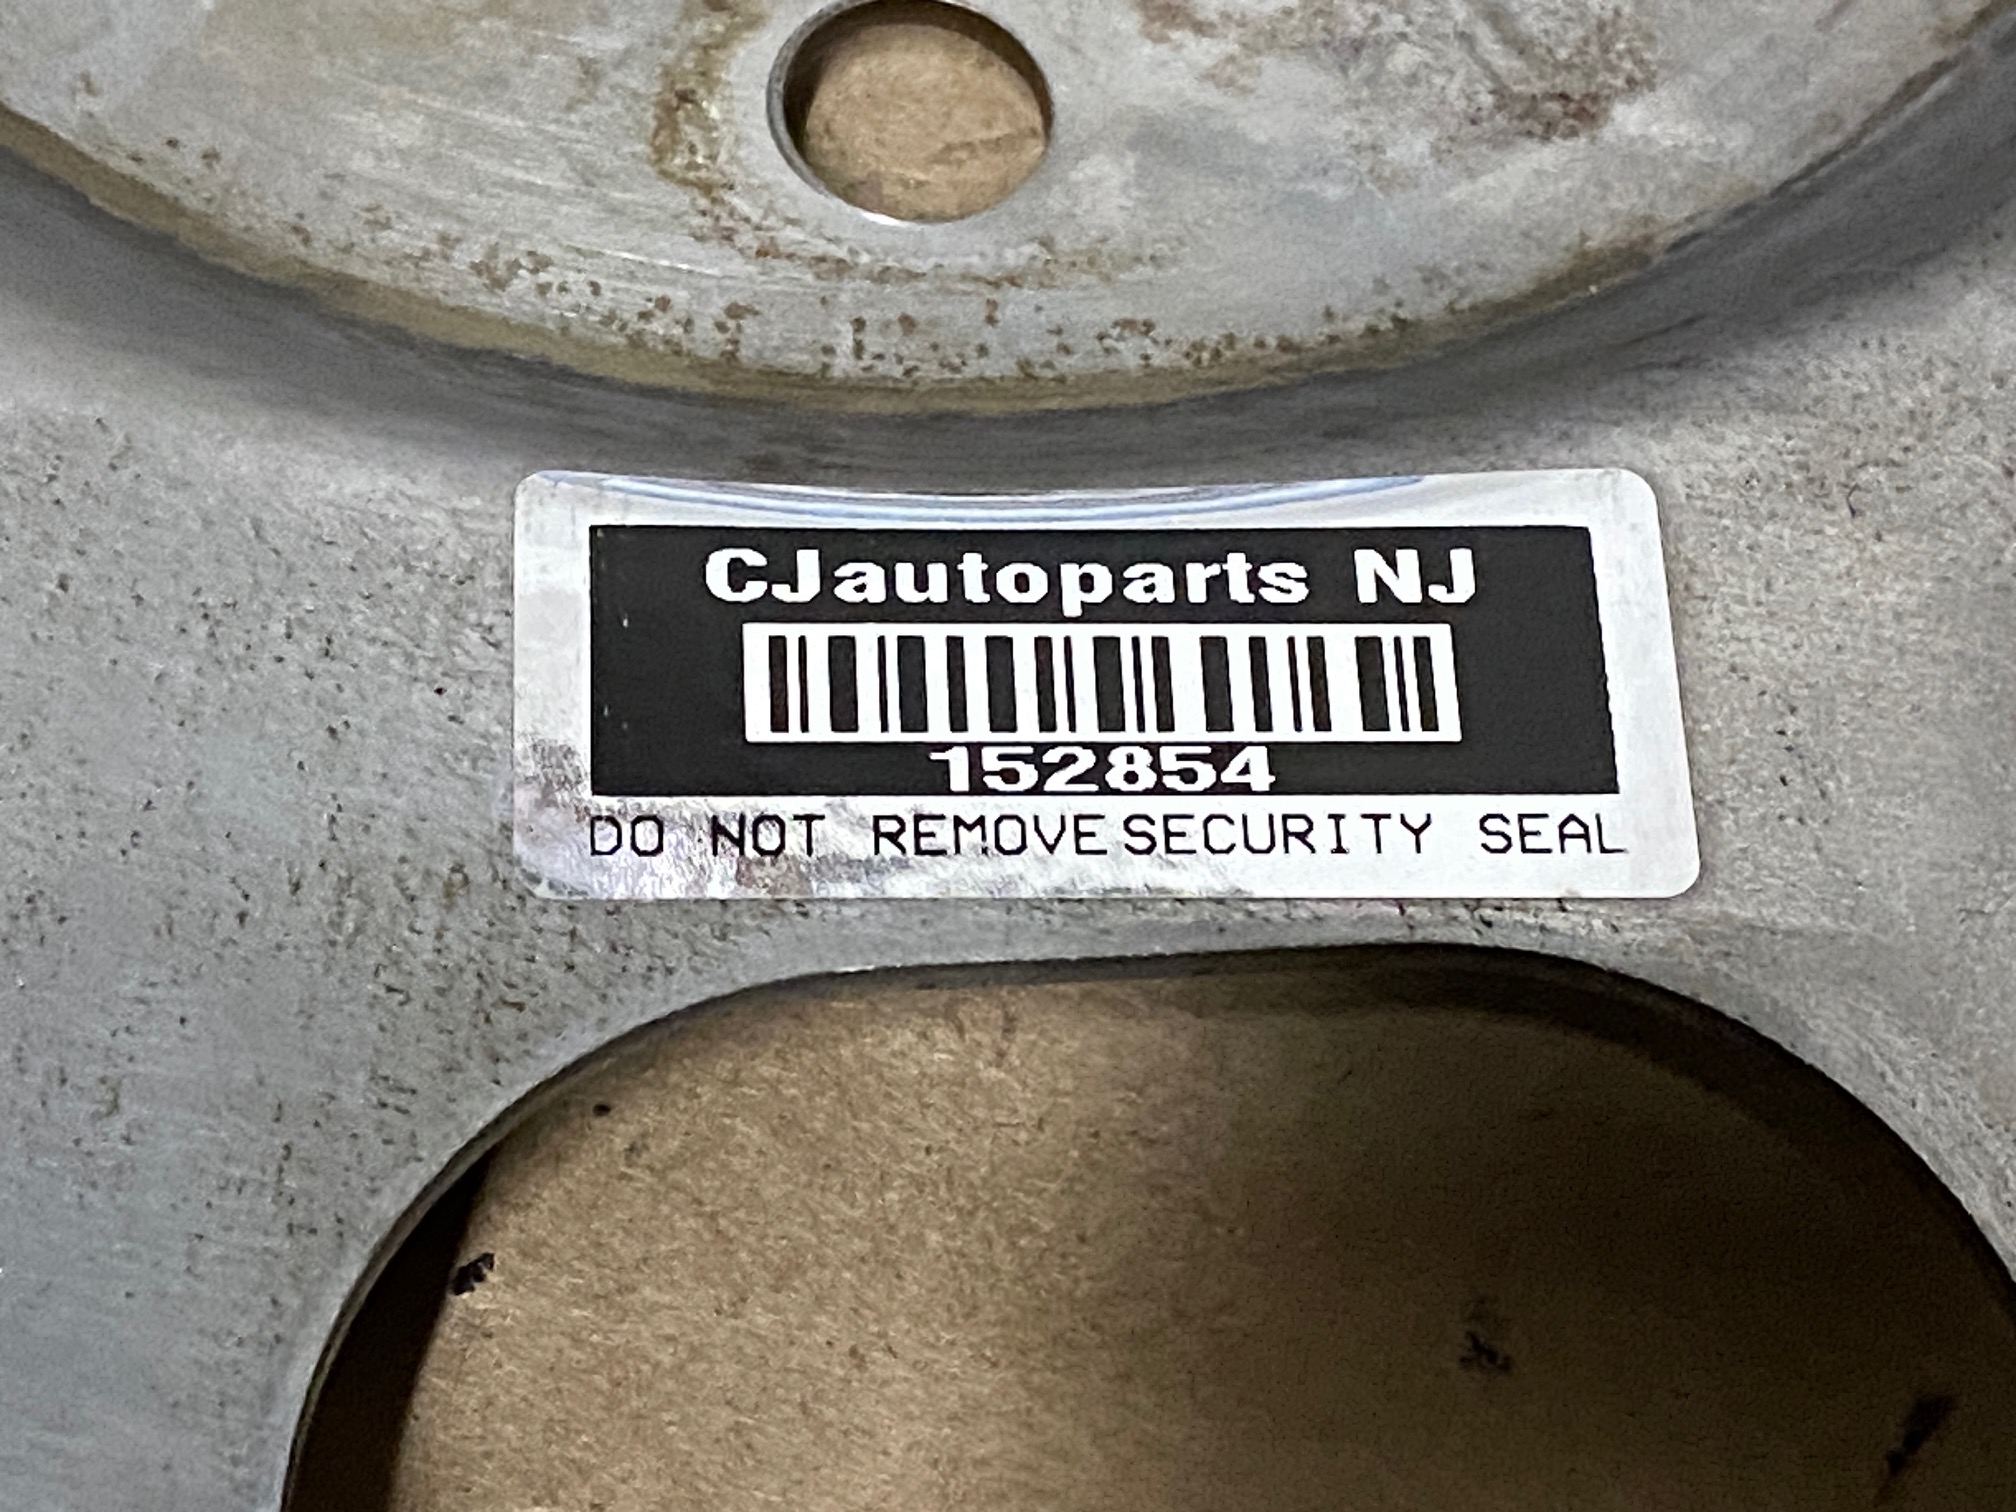 CJautoparts NJ
152854
DO NOT REMOVE SECURITY SEAL